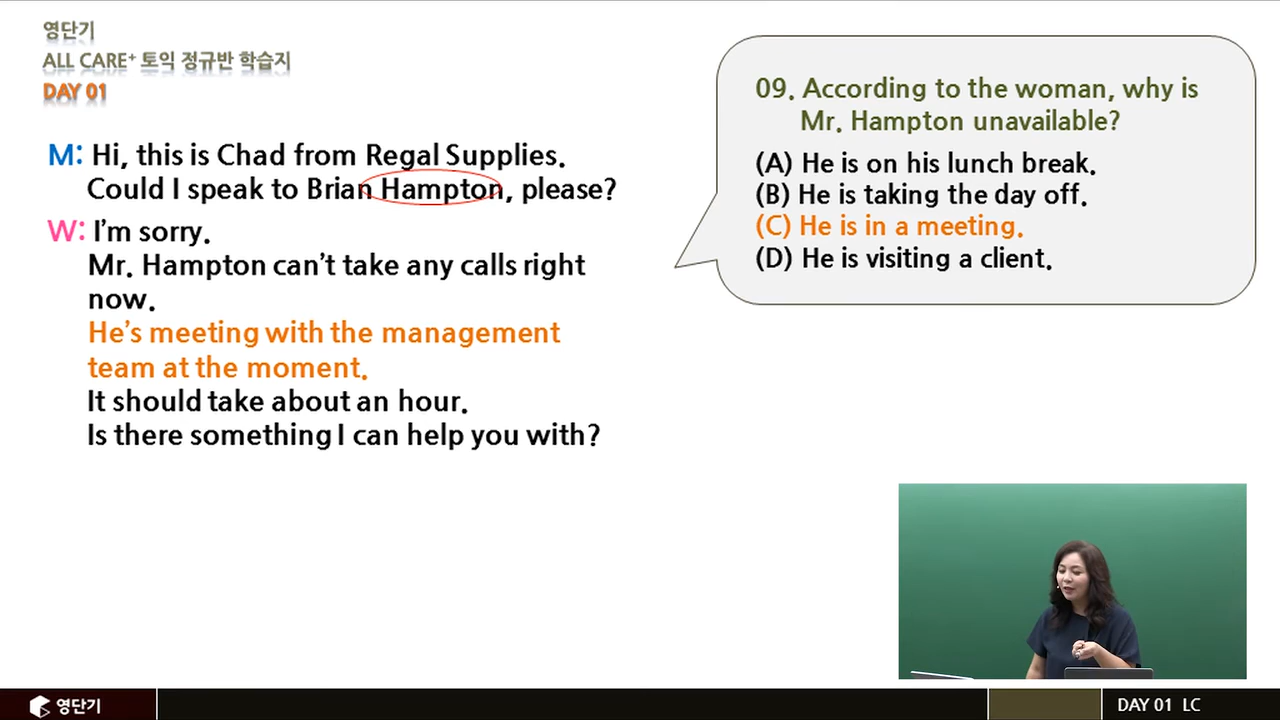 영단기
ALL CARE⁺ 토익 정규반 학습지
DAY 01
M: Hi, this is Chad from Regal Supplies.
Could I speak to Brian Hampton, please?
W: I'm sorry.
Mr. Hampton can't take any calls right
now.
He's meeting with the management
team at the moment.
It should take about an hour.
Is there something I can help you with?
09. According to the woman, why is
Mr. Hampton unavailable?
(A) He is on his lunch break.
(B) He is taking the day off.
(C) He is in a meeting.
(D) He is visiting a client.
영단기
DAY 01 LC